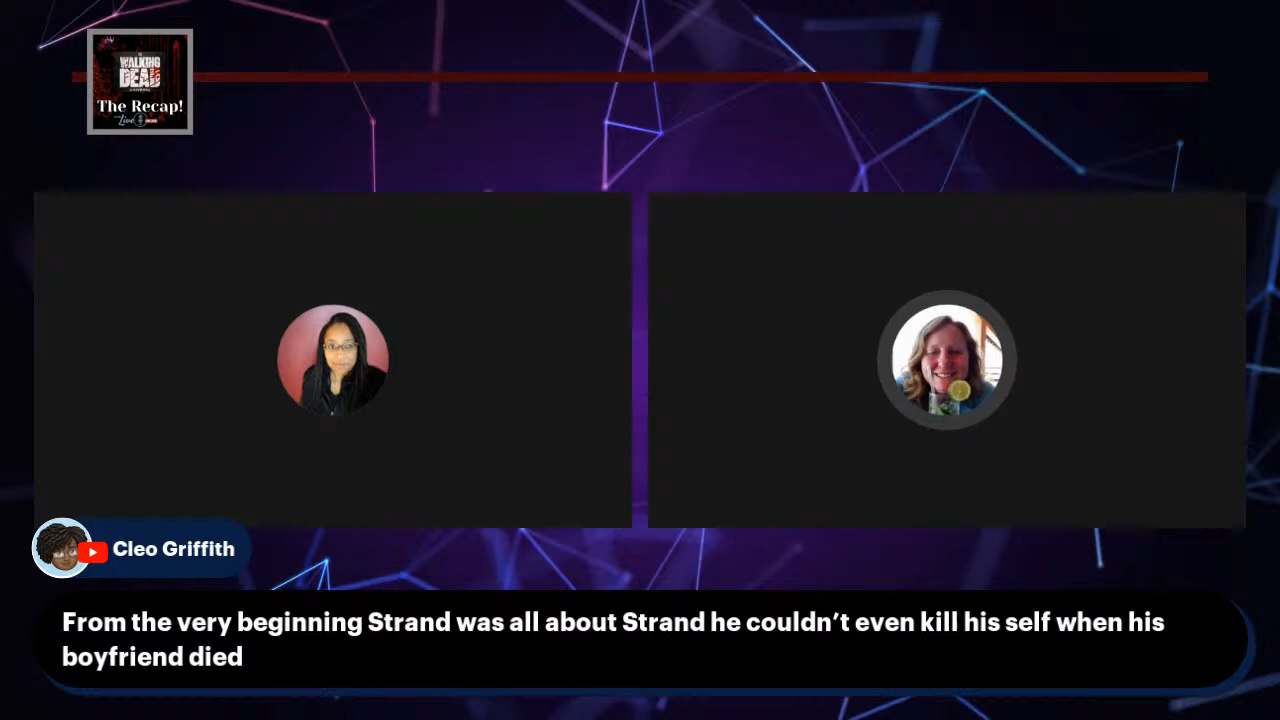 WALKING
DEAD
The Recap!
Live
Cleo Griffith
From the very beginning Strand was all about Strand he couldn’t even kill his self when his
boyfriend died